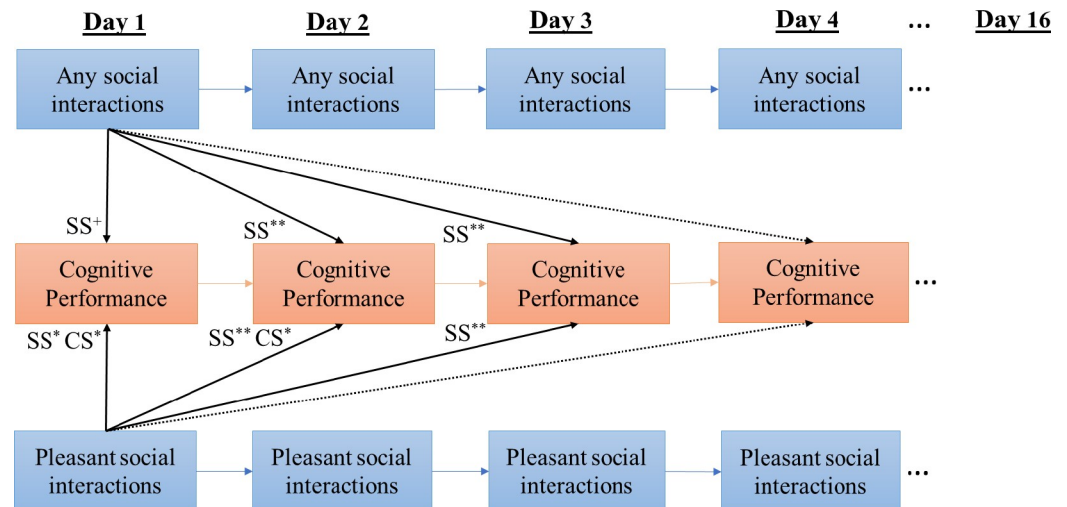 Day 1 Day 2 Day 3 Day 4 ... Day 16
Any social Any social Any social Any social
interactions interactions interactions interactions ...
SS+ SS** SS**
Cognitive Cognitive Cognitive Cognitive
Performance Performance Performance Performance ...
SS* CS* SS** CS* SS**
Pleasant social Pleasant social Pleasant social Pleasant social
interactions interactions interactions interactions ...